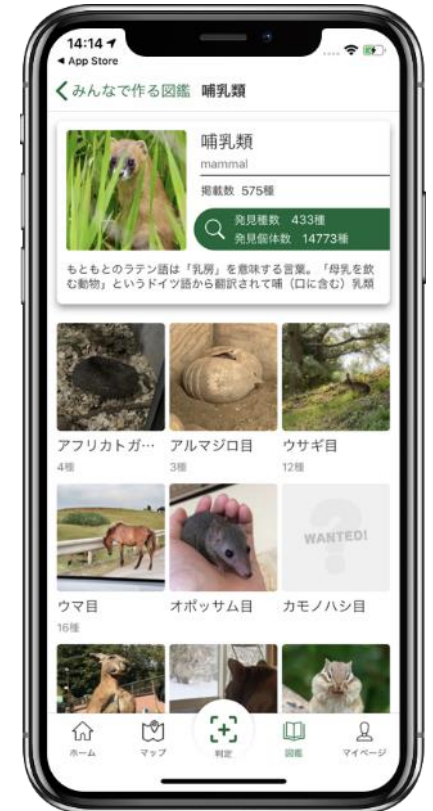 14:14
App Store
みんなで作る図鑑 哺乳類
哺乳類
mammal
掲載数 575種
発見種数 433種
発見個体数 14773種
もともとのラテン語は「乳房」を意味する言葉。「母乳を飲
む動物」というドイツ語から翻訳されて哺（口に含む）乳類
アフリカトガ… アルマジロ目 ウサギ目
4種 3種 12種
WANTED!
ウマ目 オポッサム目 カモノハシ目
16種
ホーム マップ 判定 図鑑 マイページ